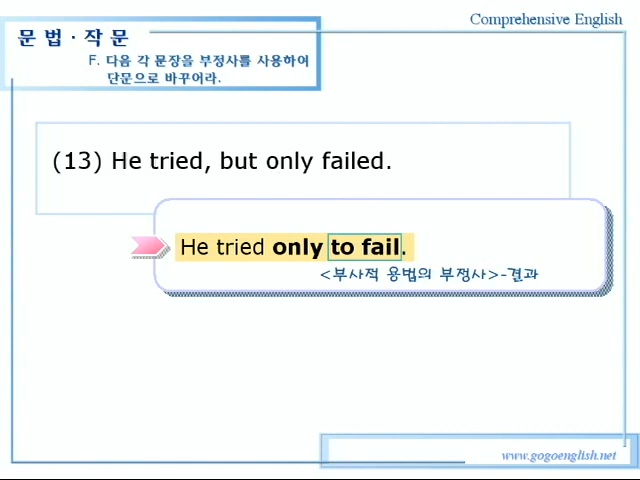 Comprehensive English
문 법 · 작 문
F. 다음 각 문장을 부정사를 사용하여
단문으로 바꾸어라.
(13) He tried, but only failed.
He tried only to fail.
<부사적 용법의 부정사>-결과
www.gogoenglish.net